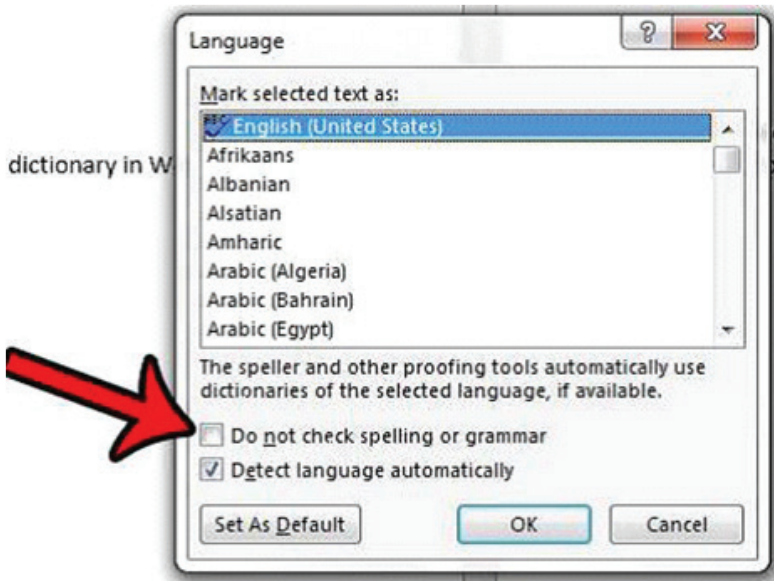 Language
Mark selected text as:
English (United States)
dictionary in W
Afrikaans
Albanian
Alsatian
Amharic
Arabic (Algeria)
Arabic (Bahrain)
Arabic (Egypt)
The speller and other proofing tools automatically use
dictionaries of the selected language, if available.
Do not check spelling or grammar
Detect language automatically
Set As Default
OK
Cancel